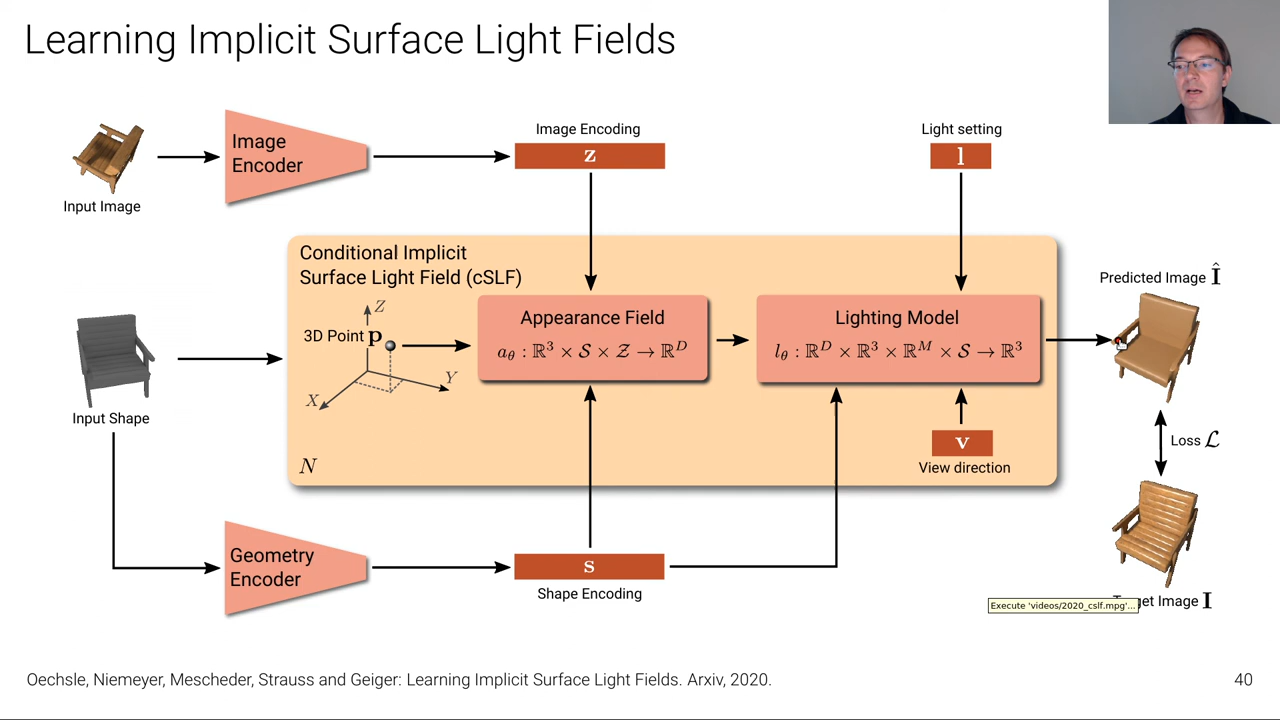 Learning Implicit Surface Light Fields
Image Encoding
Light setting
Image
Encoder
z
l
Input Image
Conditional Implicit
Surface Light Field (cSLF)
Predicted Image Î
Z
3D Point p
Appearance Field
Lighting Model
a_θ : ℝ³ × 𝒮 × 𝒵 → ℝ^D
l_θ : ℝ^D × ℝ³ × ℝ^M × 𝒮 → ℝ³
Y
X
Input Shape
Loss ℒ
v
N
View direction
Geometry
Encoder
s
Shape Encoding
Execute 'videos/2020_cslf.mpg'...
get Image I
Oechsle, Niemeyer, Mescheder, Strauss and Geiger: Learning Implicit Surface Light Fields. Arxiv, 2020.
40